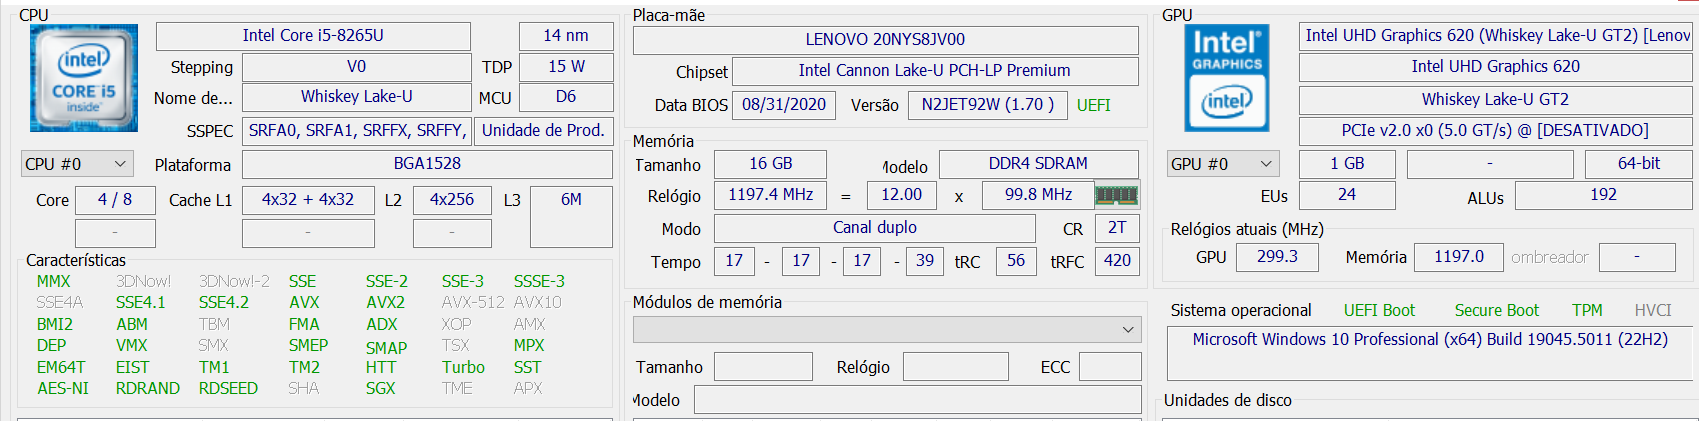 CPU
Intel Core i5-8265U 14 nm
Stepping V0 TDP 15 W
Nome de... Whiskey Lake-U MCU D6
SSPEC SRFA0, SRFA1, SRFFX, SRFFY, Unidade de Prod.
CPU #0 Plataforma BGA1528
Core 4 / 8 Cache L1 4x32 + 4x32 L2 4x256 L3 6M
- - -
intel CORE i5 inside
Características
MMX 3DNow! 3DNow!-2 SSE SSE-2 SSE-3 SSSE-3
SSE4A SSE4.1 SSE4.2 AVX AVX2 AVX-512 AVX10
BMI2 ABM TBM FMA ADX XOP AMX
DEP VMX SMX SMEP SMAP TSX MPX
EM64T EIST TM1 TM2 HTT Turbo SST
AES-NI RDRAND RDSEED SHA SGX TME APX
Placa-mãe
LENOVO 20NYS8JV00
Chipset Intel Cannon Lake-U PCH-LP Premium
Data BIOS 08/31/2020 Versão N2JET92W (1.70 ) UEFI
Memória
Tamanho 16 GB Modelo DDR4 SDRAM
Relógio 1197.4 MHz = 12.00 x 99.8 MHz
Modo Canal duplo CR 2T
Tempo 17 - 17 - 17 - 39 tRC 56 tRFC 420
Módulos de memória
Tamanho Relógio ECC
Modelo
GPU
intel GRAPHICS intel
Intel UHD Graphics 620 (Whiskey Lake-U GT2) [Lenov
Intel UHD Graphics 620
Whiskey Lake-U GT2
PCIe v2.0 x0 (5.0 GT/s) @ [DESATIVADO]
GPU #0 1 GB - 64-bit
EUs 24 ALUs 192
Relógios atuais (MHz)
GPU 299.3 Memória 1197.0 ombreador -
Sistema operacional UEFI Boot Secure Boot TPM HVCI
Microsoft Windows 10 Professional (x64) Build 19045.5011 (22H2)
Unidades de disco